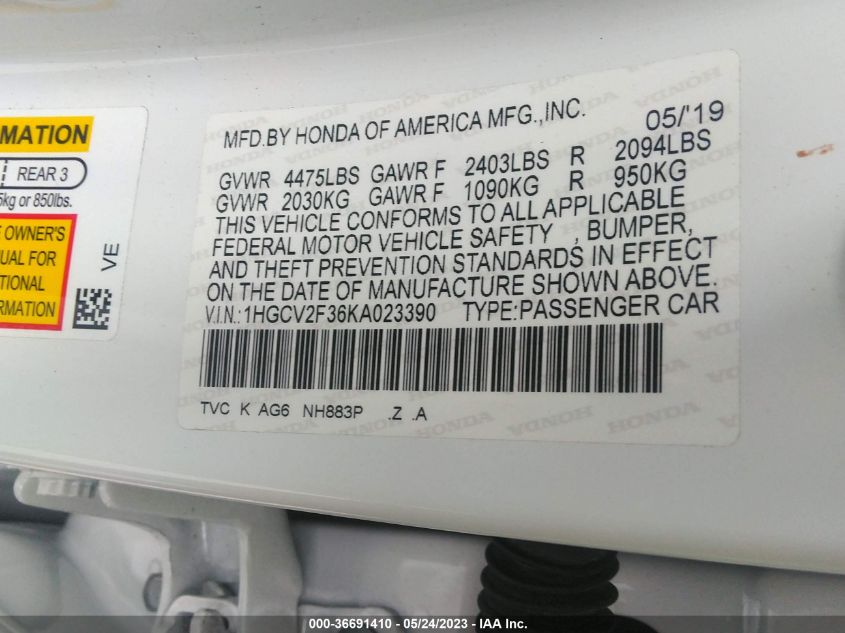 MATION
REAR 3
5kg or 850lbs.
OWNER'S
UAL FOR
TIONAL
RMATION
VE
MFD.BY HONDA OF AMERICA MFG.,INC. 05/'19
GVWR 4475LBS GAWR F 2403LBS R 2094LBS
GVWR 2030KG GAWR F 1090KG R 950KG
THIS VEHICLE CONFORMS TO ALL APPLICABLE
FEDERAL MOTOR VEHICLE SAFETY , BUMPER,
AND THEFT PREVENTION STANDARDS IN EFFECT
ON THE DATE OF MANUFACTURE SHOWN ABOVE.
V.I.N.:1HGCV2F36KA023390 TYPE:PASSENGER CAR
TVC K AG6 NH883P .Z .A
000-36691410 - 05/24/2023 - IAA Inc.